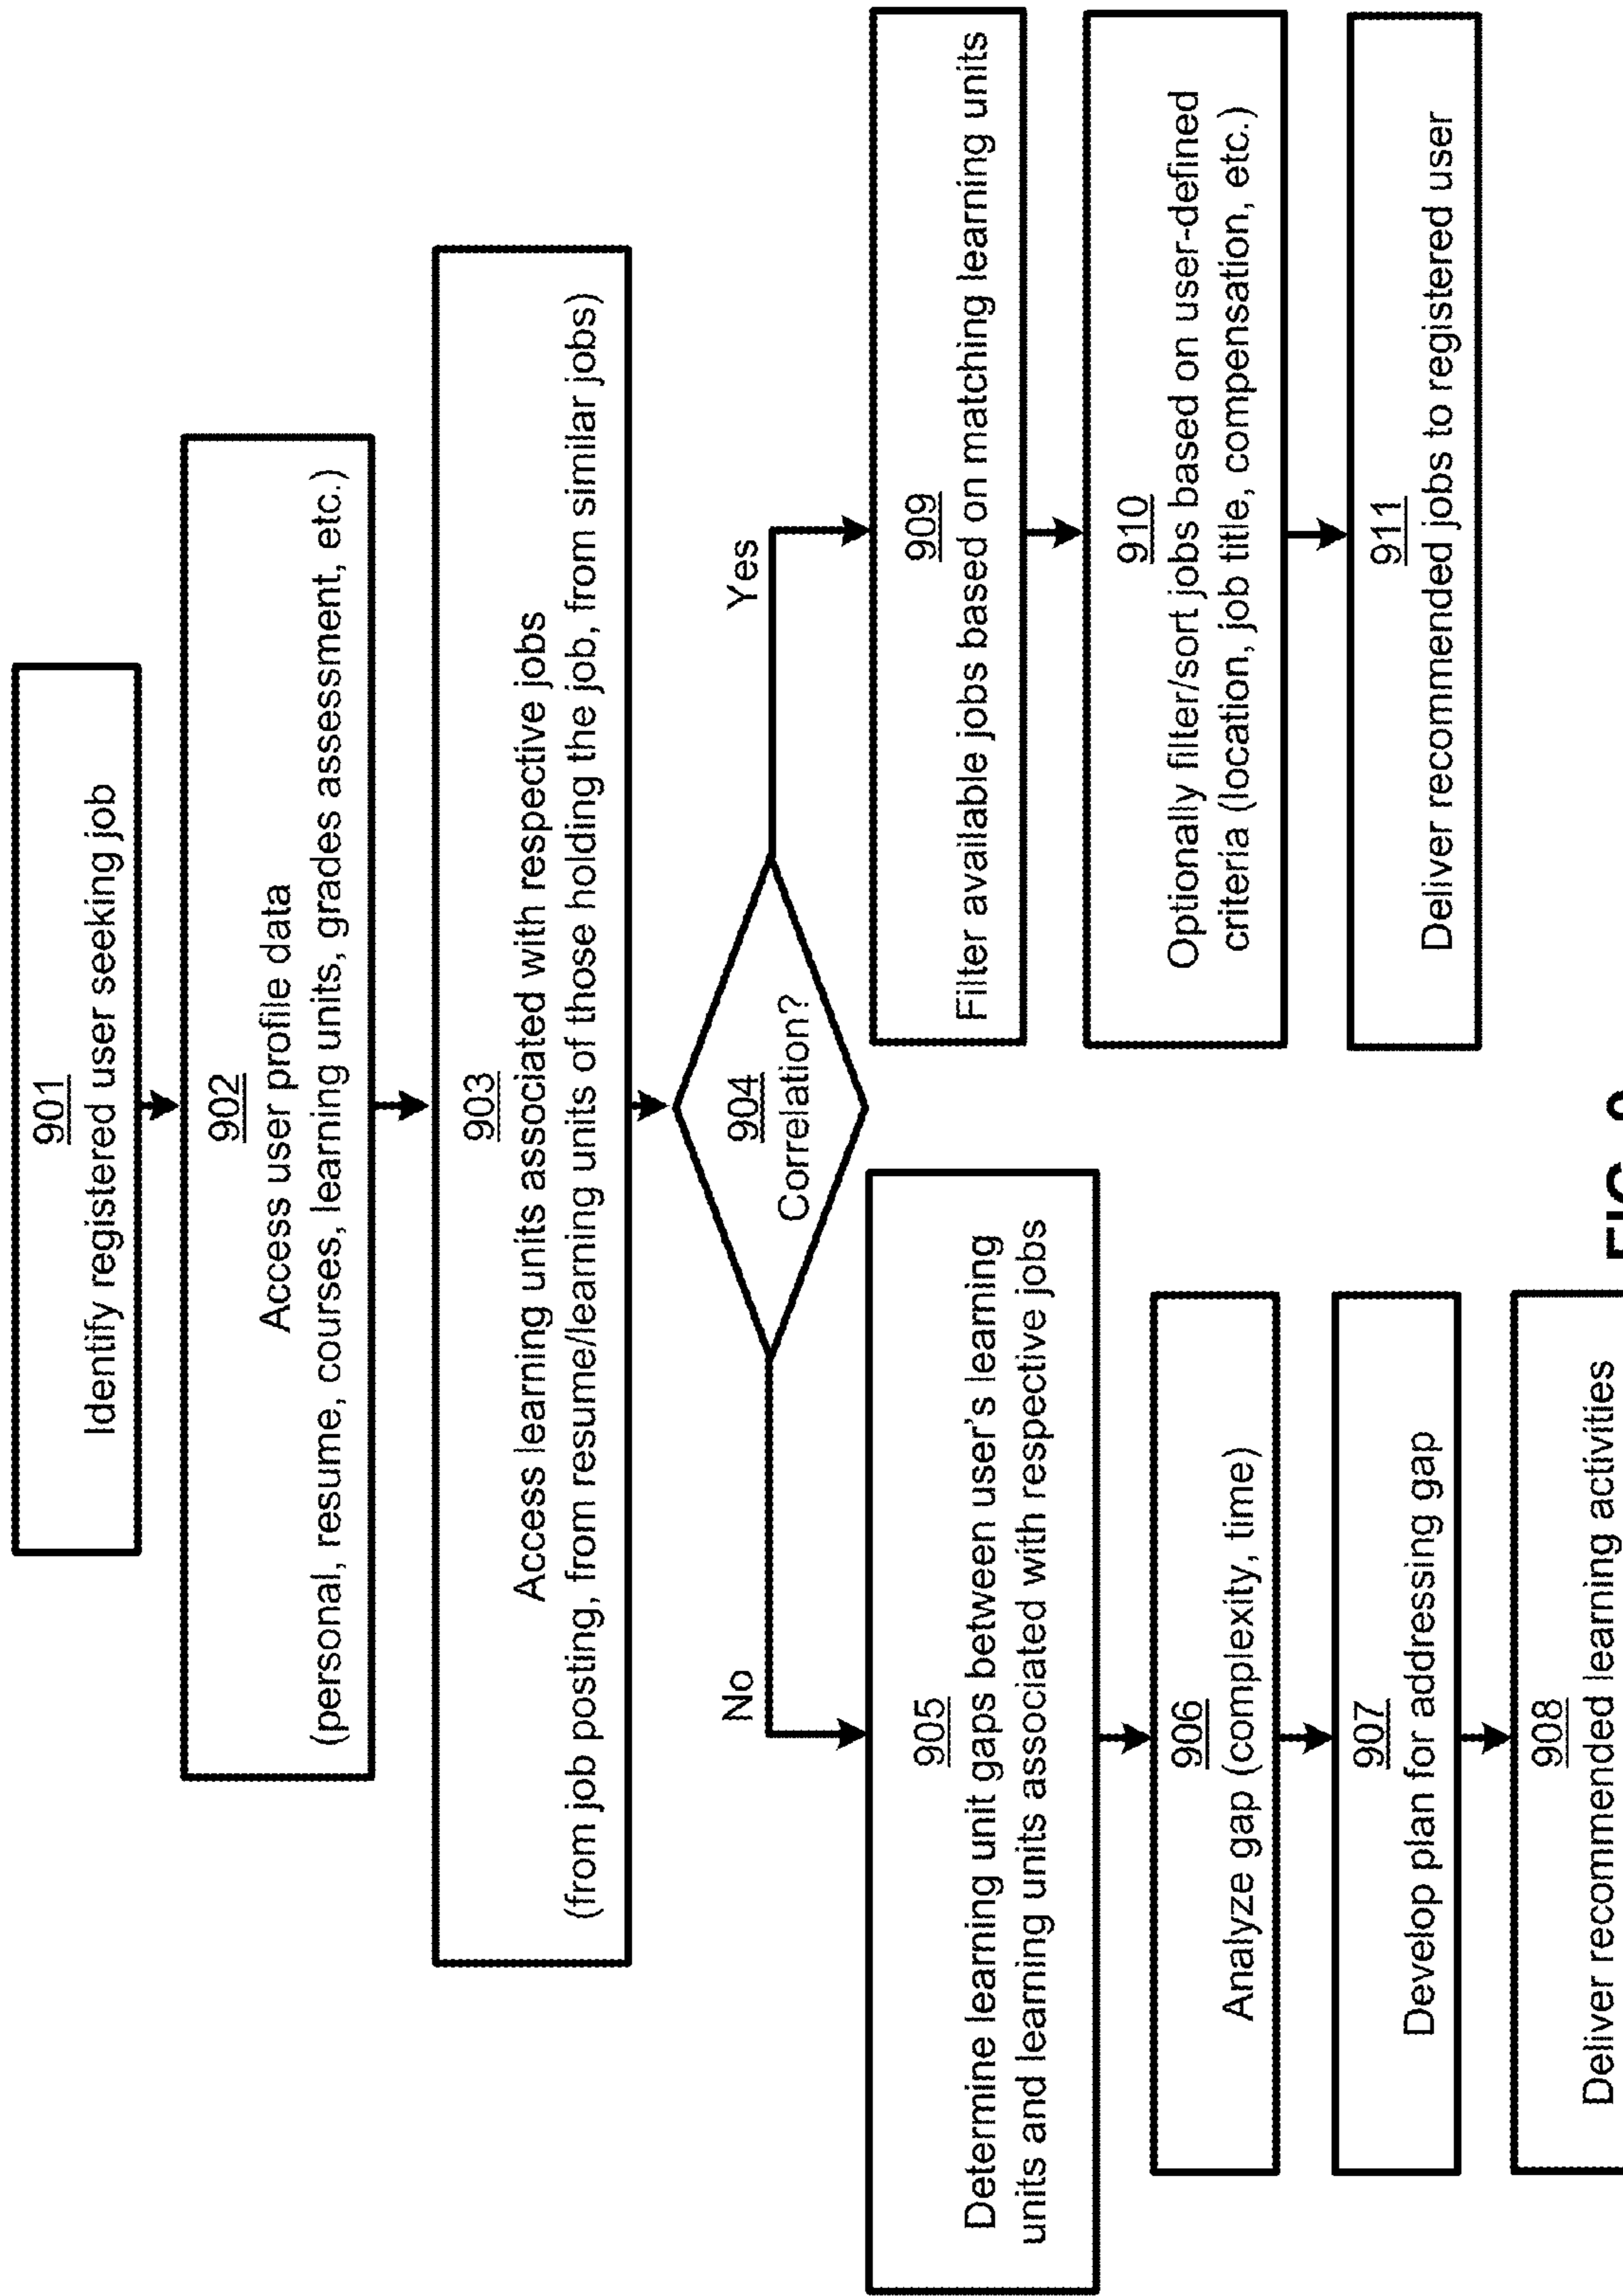 901
Identify registered user seeking job
902
Access user profile data
(personal, resume, courses, learning units, grades assessment, etc.)
903
Access learning units associated with respective jobs
(from job posting, from resume/learning units of those holding the job, from similar jobs)
904
Correlation?
No
Yes
905
Determine learning unit gaps between user's learning
units and learning units associated with respective jobs
906
Analyze gap (complexity, time)
907
Develop plan for addressing gap
908
Deliver recommended learning activities
909
Filter available jobs based on matching learning units
910
Optionally filter/sort jobs based on user-defined
criteria (location, job title, compensation, etc.)
911
Deliver recommended jobs to registered user
FIG.